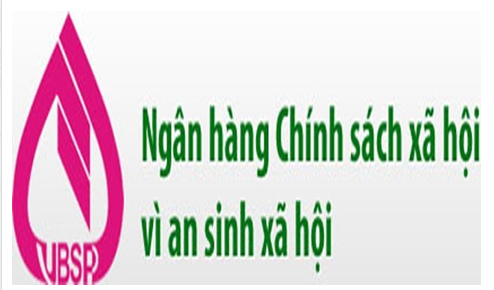 Ngân hàng Chính sách xã hội
vì an sinh xã hội
VBSP